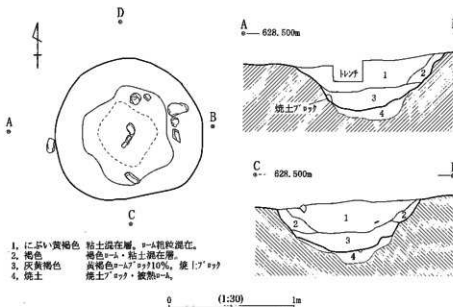 D
A
B
C
A 628.500m
トレンチ
1
2
3
焼土ブロック
4
C 628.500m
1
2
2
3
4
1. にぶい黄褐色 粘土混在層。ローム粗粒混在。
2. 褐色 褐色ローム・粘土混在層。
3. 灰黄褐色 黄褐色ロームブロック10%。焼土ブロック
4. 焼土 焼土ブロック・被熱ローム。
0 (1:30) 1m